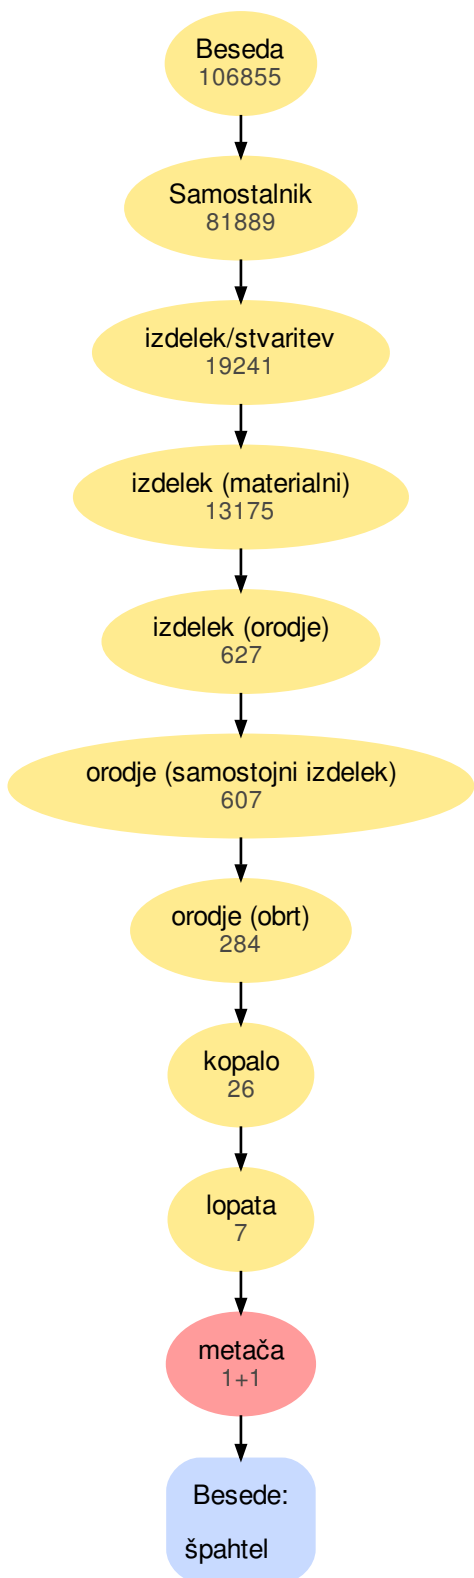 Beseda
106855
Samostalnik
81889
izdelek/stvaritev
19241
izdelek (materialni)
13175
izdelek (orodje)
627
orodje (samostojni izdelek)
607
orodje (obrt)
284
kopalo
26
lopata
7
metača
1+1
Besede:
špahtel